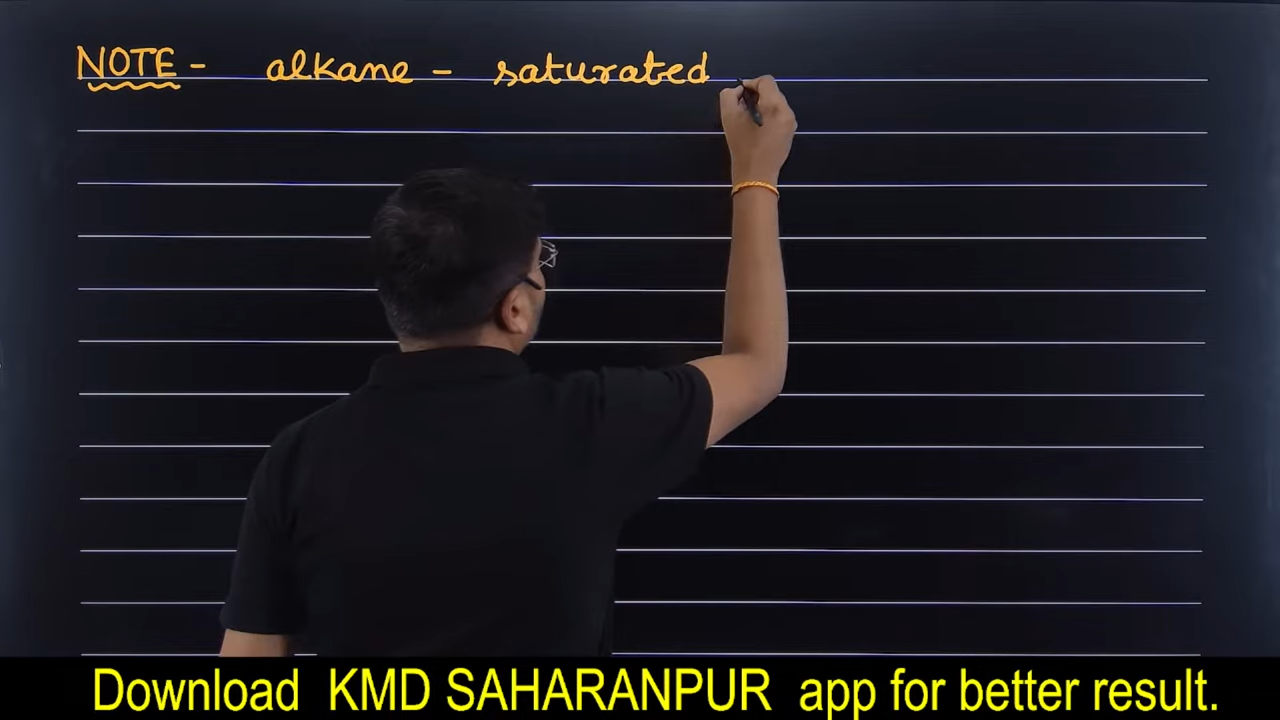 NOTE - alkane - saturated
Download KMD SAHARANPUR app for better result.